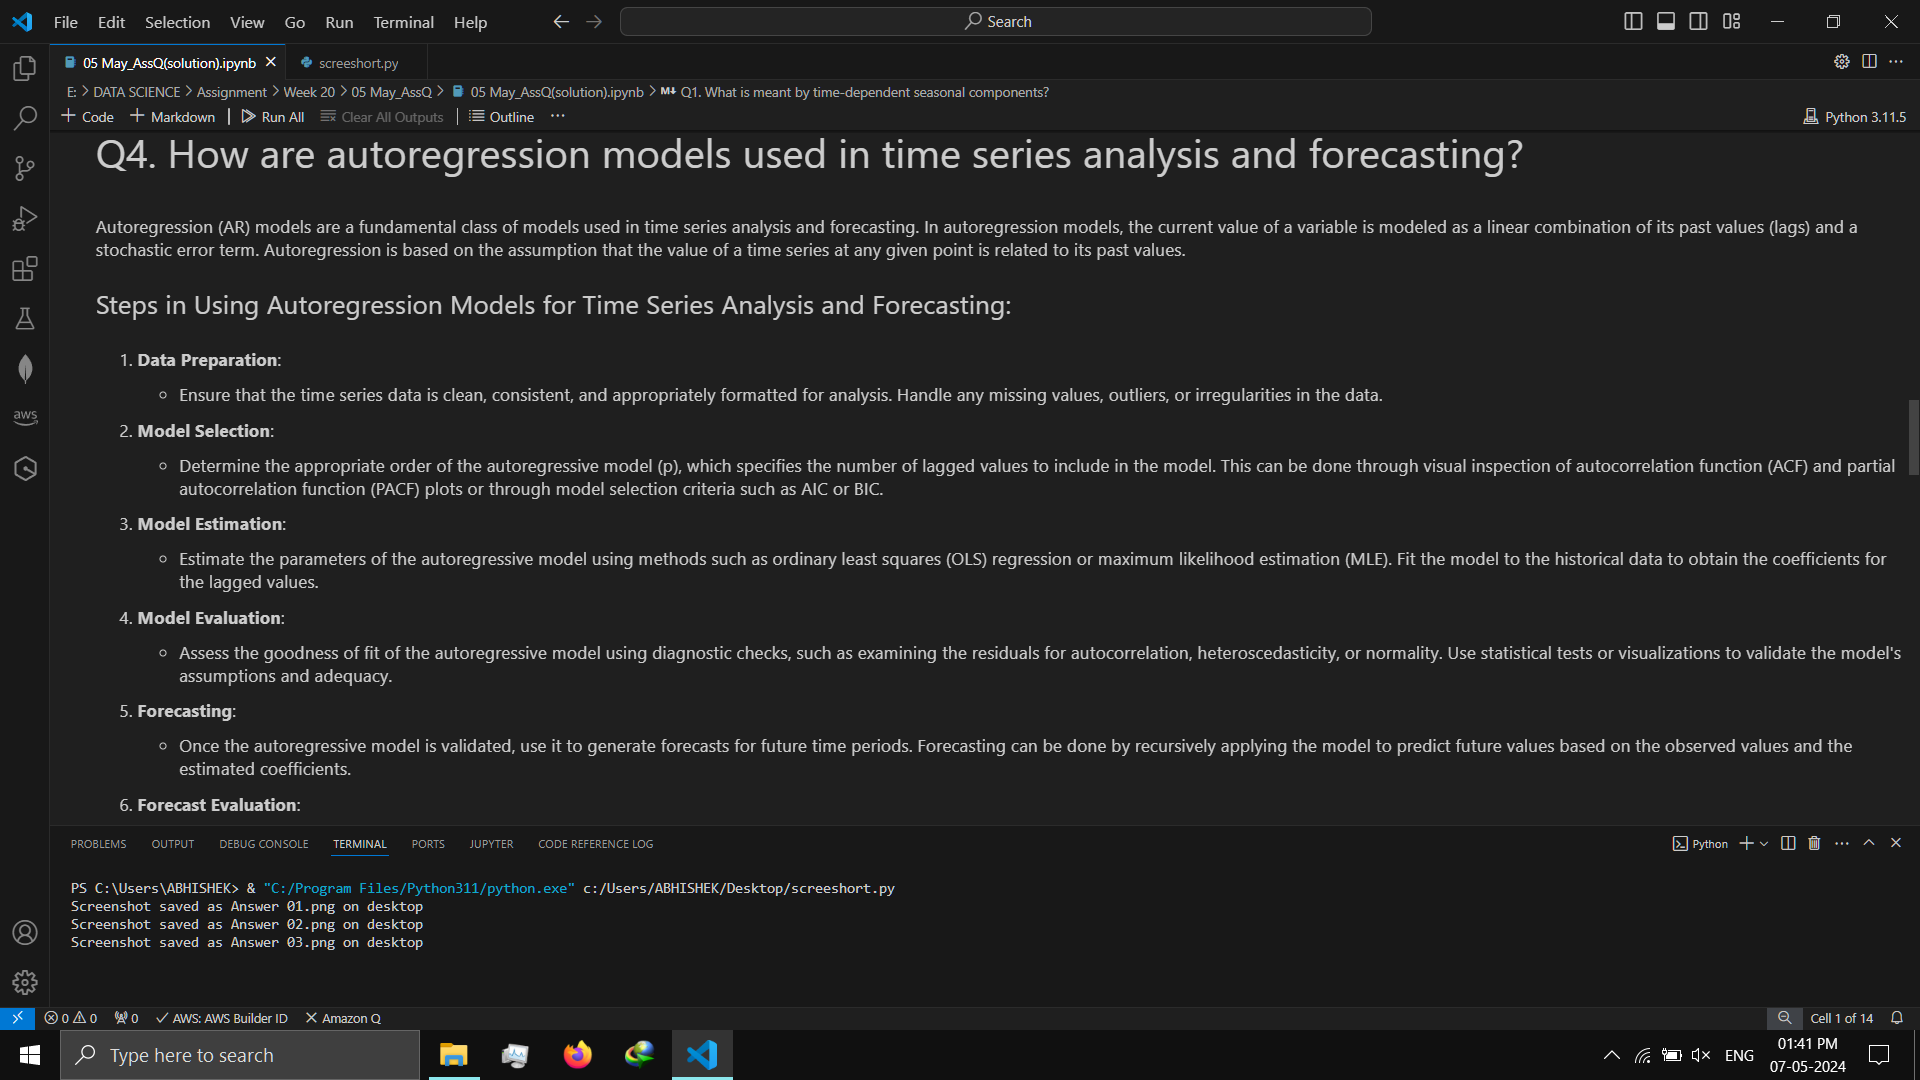 File Edit Selection View Go Run Terminal Help
Search
05 May_AssQ(solution).ipynb
screeshort.py
E: > DATA SCIENCE > Assignment > Week 20 > 05 May_AssQ > 05 May_AssQ(solution).ipynb > M↓ Q1. What is meant by time-dependent seasonal components?
+ Code + Markdown | Run All Clear All Outputs | Outline ...
Python 3.11.5
Q4. How are autoregression models used in time series analysis and forecasting?
Autoregression (AR) models are a fundamental class of models used in time series analysis and forecasting. In autoregression models, the current value of a variable is modeled as a linear combination of its past values (lags) and a
stochastic error term. Autoregression is based on the assumption that the value of a time series at any given point is related to its past values.
Steps in Using Autoregression Models for Time Series Analysis and Forecasting:
1. Data Preparation:
◦ Ensure that the time series data is clean, consistent, and appropriately formatted for analysis. Handle any missing values, outliers, or irregularities in the data.
2. Model Selection:
◦ Determine the appropriate order of the autoregressive model (p), which specifies the number of lagged values to include in the model. This can be done through visual inspection of autocorrelation function (ACF) and partial
autocorrelation function (PACF) plots or through model selection criteria such as AIC or BIC.
3. Model Estimation:
◦ Estimate the parameters of the autoregressive model using methods such as ordinary least squares (OLS) regression or maximum likelihood estimation (MLE). Fit the model to the historical data to obtain the coefficients for
the lagged values.
4. Model Evaluation:
◦ Assess the goodness of fit of the autoregressive model using diagnostic checks, such as examining the residuals for autocorrelation, heteroscedasticity, or normality. Use statistical tests or visualizations to validate the model's
assumptions and adequacy.
5. Forecasting:
◦ Once the autoregressive model is validated, use it to generate forecasts for future time periods. Forecasting can be done by recursively applying the model to predict future values based on the observed values and the
estimated coefficients.
6. Forecast Evaluation:
aws
PROBLEMS OUTPUT DEBUG CONSOLE TERMINAL PORTS JUPYTER CODE REFERENCE LOG
Python
PS C:\Users\ABHISHEK> & "C:/Program Files/Python311/python.exe" c:/Users/ABHISHEK/Desktop/screeshort.py
Screenshot saved as Answer 01.png on desktop
Screenshot saved as Answer 02.png on desktop
Screenshot saved as Answer 03.png on desktop
0 0 0 AWS: AWS Builder ID Amazon Q
Cell 1 of 14
Type here to search
ENG
01:41 PM
07-05-2024